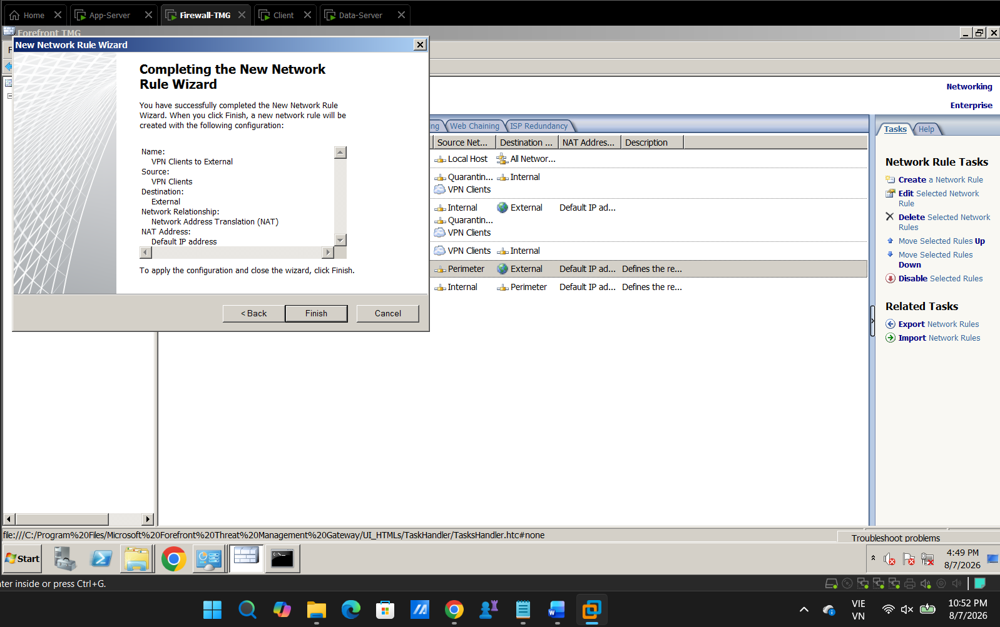 Home
App-Server
Firewall-TMG
Client
Data-Server
Forefront TMG
New Network Rule Wizard
Completing the New Network
Rule Wizard
You have successfully completed the New Network Rule
Wizard. When you click Finish, a new network rule will be
created with the following configuration:
Name:
VPN Clients to External
Source:
VPN Clients
Destination:
External
Network Relationship:
Network Address Translation (NAT)
NAT Address:
Default IP address
To apply the configuration and close the wizard, click Finish.
< Back
Finish
Cancel
Networking
Enterprise
ng
Web Chaining
ISP Redundancy
Source Net...
Destination ...
NAT Addres...
Description
Local Host
All Networ...
Quarantin...
Internal
VPN Clients
Internal
External
Default IP ad...
Quarantin...
VPN Clients
VPN Clients
Internal
Perimeter
External
Default IP ad...
Defines the re...
Internal
Perimeter
Default IP ad...
Defines the re...
Tasks
Help
Network Rule Tasks
Create a Network Rule
Edit Selected Network
Rule
Delete Selected Network
Rules
Move Selected Rules Up
Move Selected Rules
Down
Disable Selected Rules
Related Tasks
Export Network Rules
Import Network Rules
file:///C:/Program%20Files/Microsoft%20Forefront%20Threat%20Management%20Gateway/UI_HTMLs/TaskHandler/TasksHandler.htc#none
Troubleshoot problems
Start
4:49 PM
8/7/2026
nter inside or press Ctrl+G.
VIE
VN
10:52 PM
8/7/2026